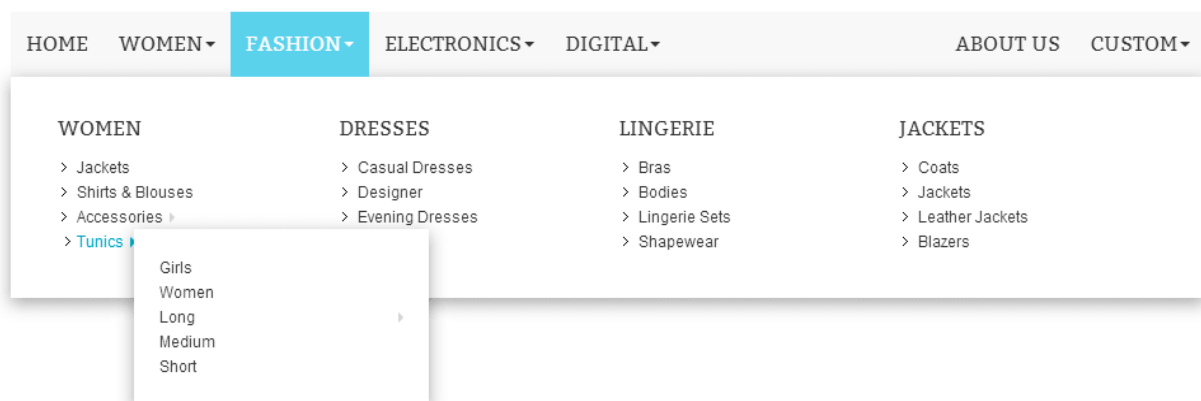 HOME WOMEN FASHION ELECTRONICS DIGITAL ABOUT US CUSTOM
WOMEN DRESSES LINGERIE JACKETS
> Jackets > Casual Dresses > Bras > Coats
> Shirts & Blouses > Designer > Bodies > Jackets
> Accessories > Evening Dresses > Lingerie Sets > Leather Jackets
> Tunics > Shapewear > Blazers
Girls
Women
Long
Medium
Short